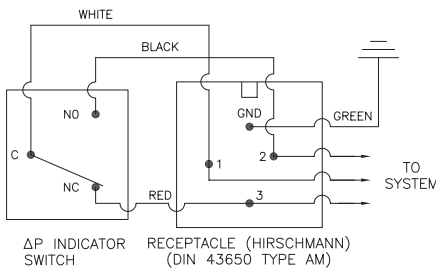 WHITE
BLACK
NO
GND
GREEN
C
1
2
NC
RED
3
TO
SYSTEM
ΔP INDICATOR
SWITCH
RECEPTACLE (HIRSCHMANN)
(DIN 43650 TYPE AM)